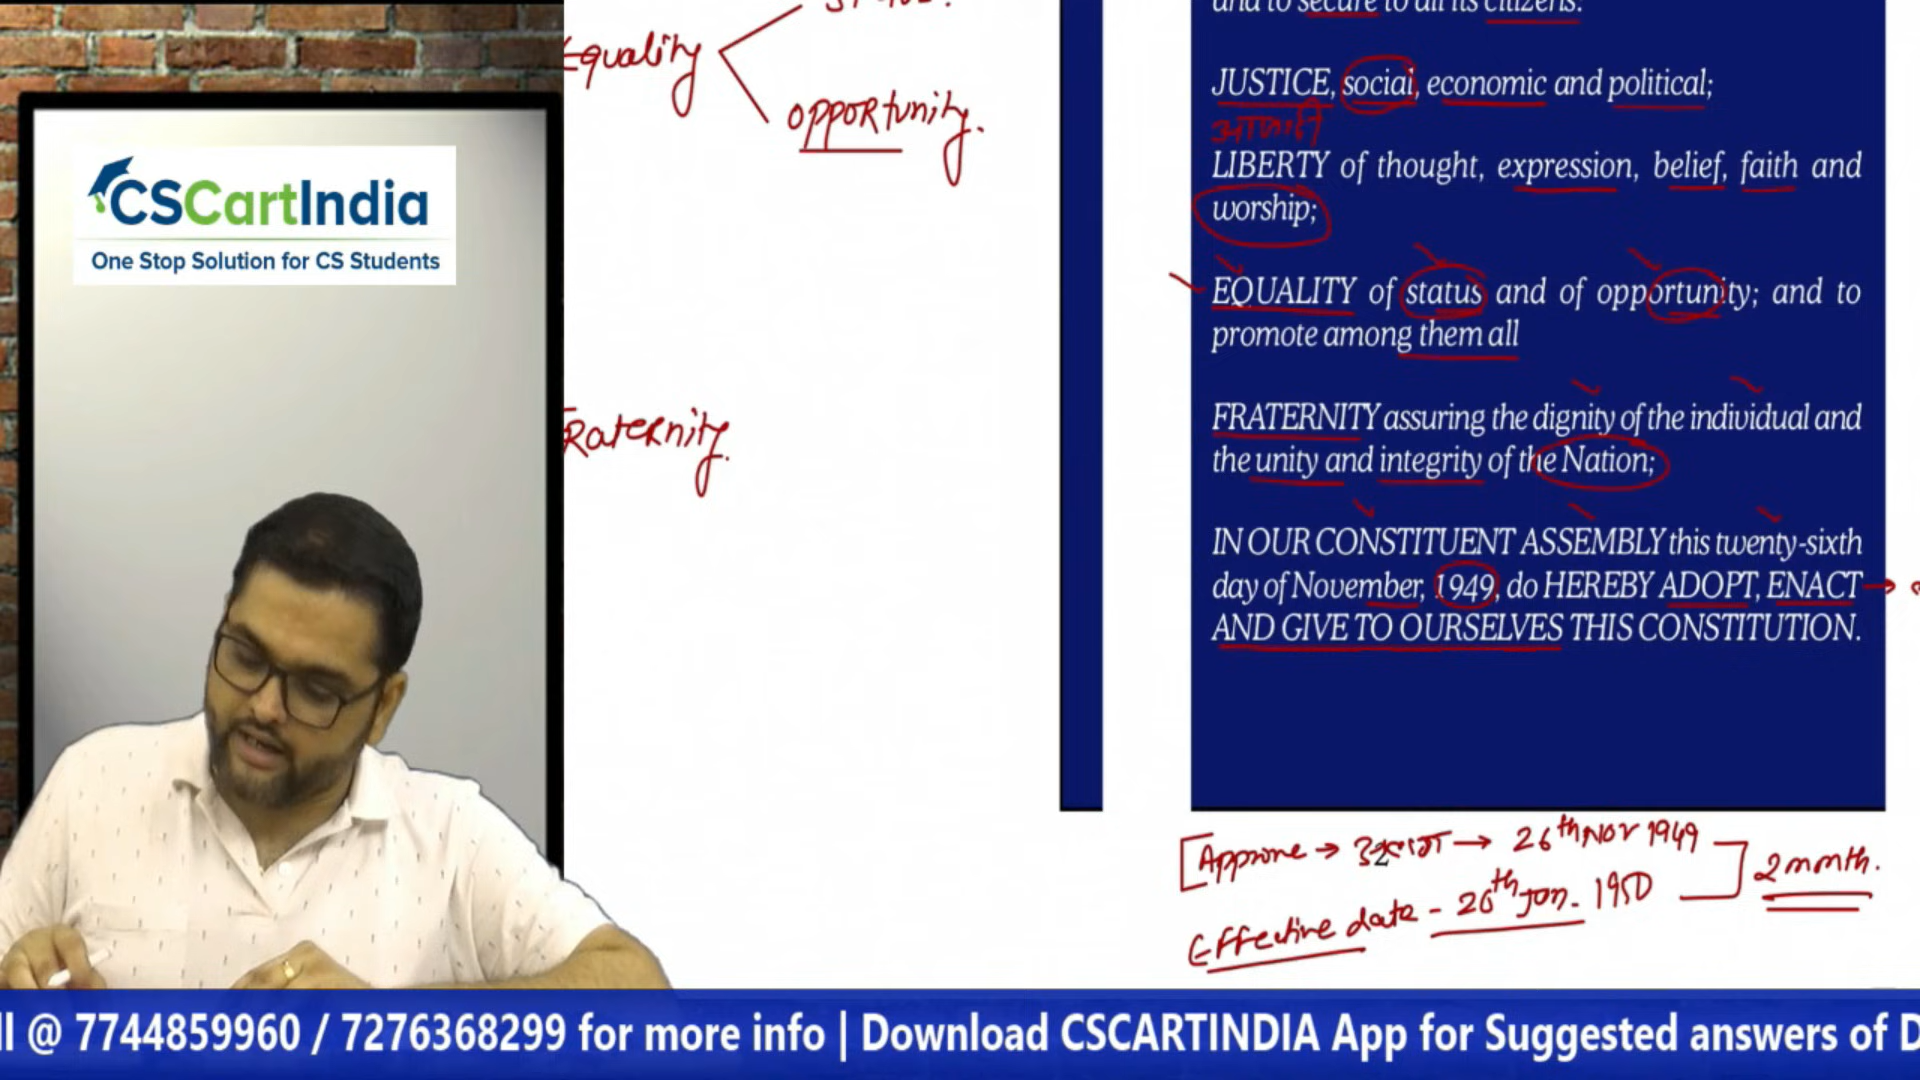 CSCartIndia
One Stop Solution for CS Students
Equality
opportunity.
Fraternity.
and to secure to all its citizens:
JUSTICE, social, economic and political;
LIBERTY of thought, expression, belief, faith and
worship;
EQUALITY of status and of opportunity; and to
promote among them all
FRATERNITY assuring the dignity of the individual and
the unity and integrity of the Nation;
IN OUR CONSTITUENT ASSEMBLY this twenty-sixth
day of November, 1949, do HEREBY ADOPT, ENACT →
AND GIVE TO OURSELVES THIS CONSTITUTION.
Approve → → 26th Nov 1949
2 month.
Effective date - 26th Jan. 1950
ll @ 7744859960 / 7276368299 for more info | Download CSCARTINDIA App for Suggested answers of D